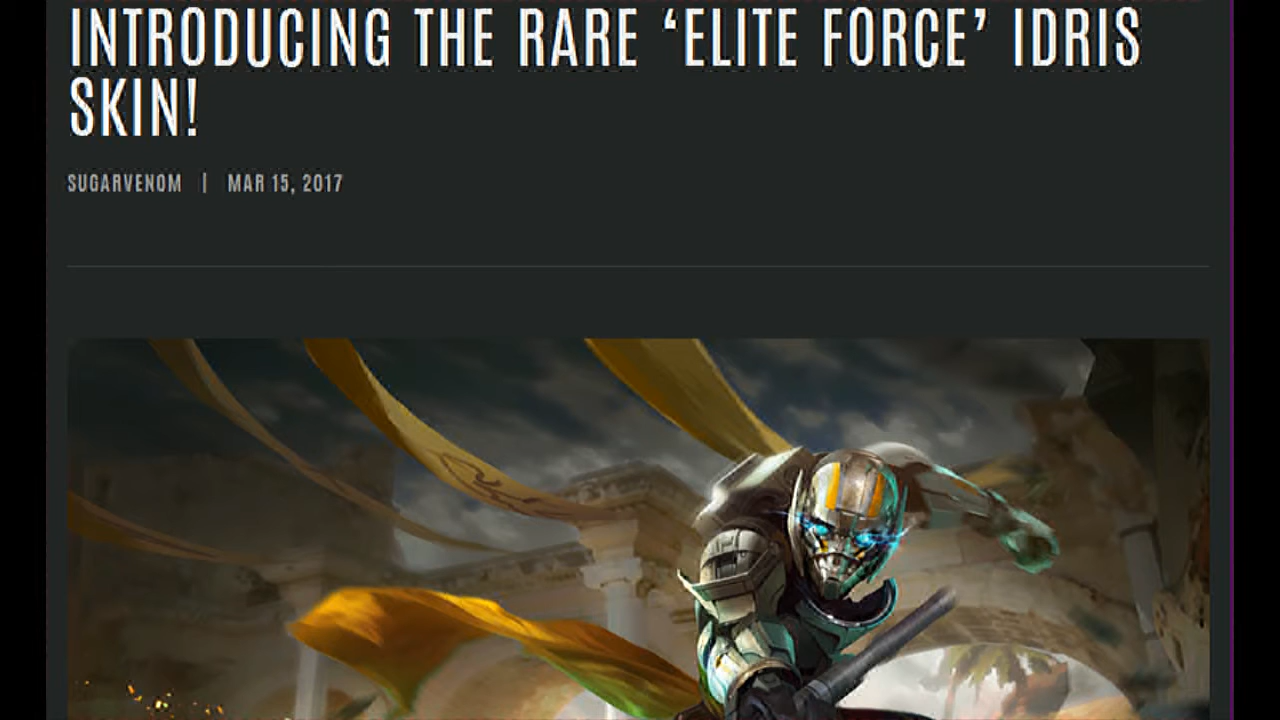 INTRODUCING THE RARE ‘ELITE FORCE’ IDRIS
SKIN!
SUGARVENOM | MAR 15, 2017